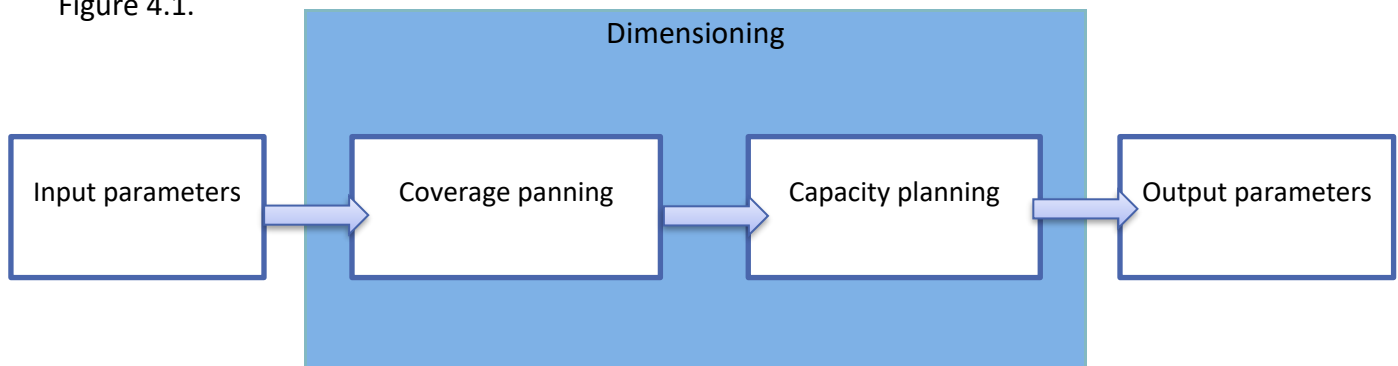 Figure 4.1.
Dimensioning
Input parameters
Coverage panning
Capacity planning
Output parameters